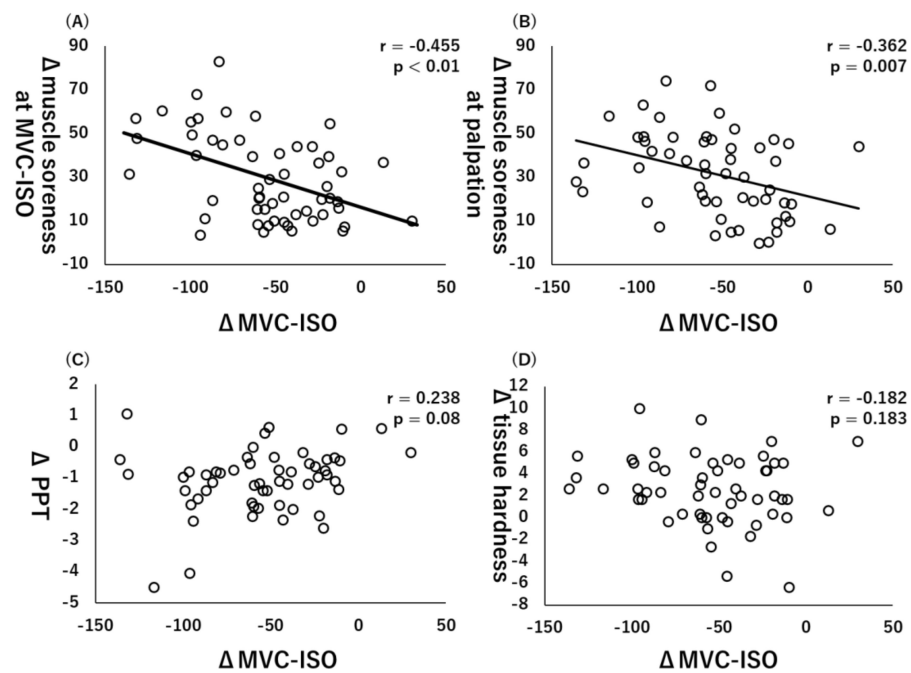 (A)
90
70
50
30
10
-10
Δ muscle soreness
at MVC-ISO
r = -0.455
p < 0.01
-150
-100
-50
0
50
Δ MVC-ISO
(B)
90
70
50
30
10
-10
Δ muscle soreness
at palpation
r = -0.362
p = 0.007
-150
-100
-50
0
50
Δ MVC-ISO
(C)
2
1
0
-1
-2
-3
-4
-5
Δ PPT
r = 0.238
p = 0.08
-150
-100
-50
0
50
Δ MVC-ISO
(D)
12
10
8
6
4
2
0
-2
-4
-6
-8
Δ tissue hardness
r = -0.182
p = 0.183
-150
-100
-50
0
50
Δ MVC-ISO